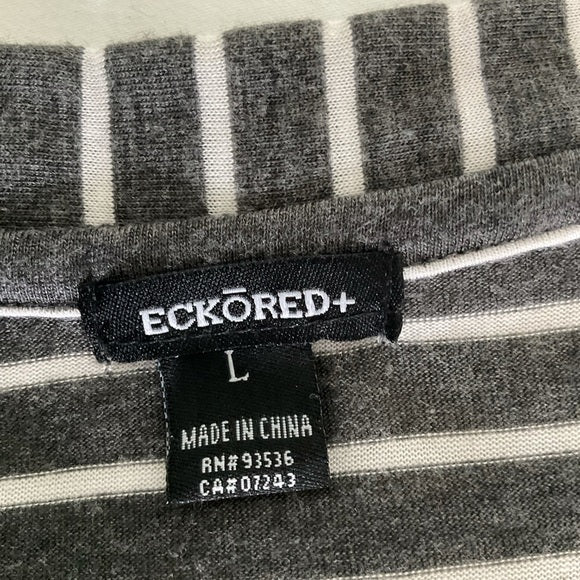 ECKŌRED+
L
MADE IN CHINA
RN#93536
CA#07243